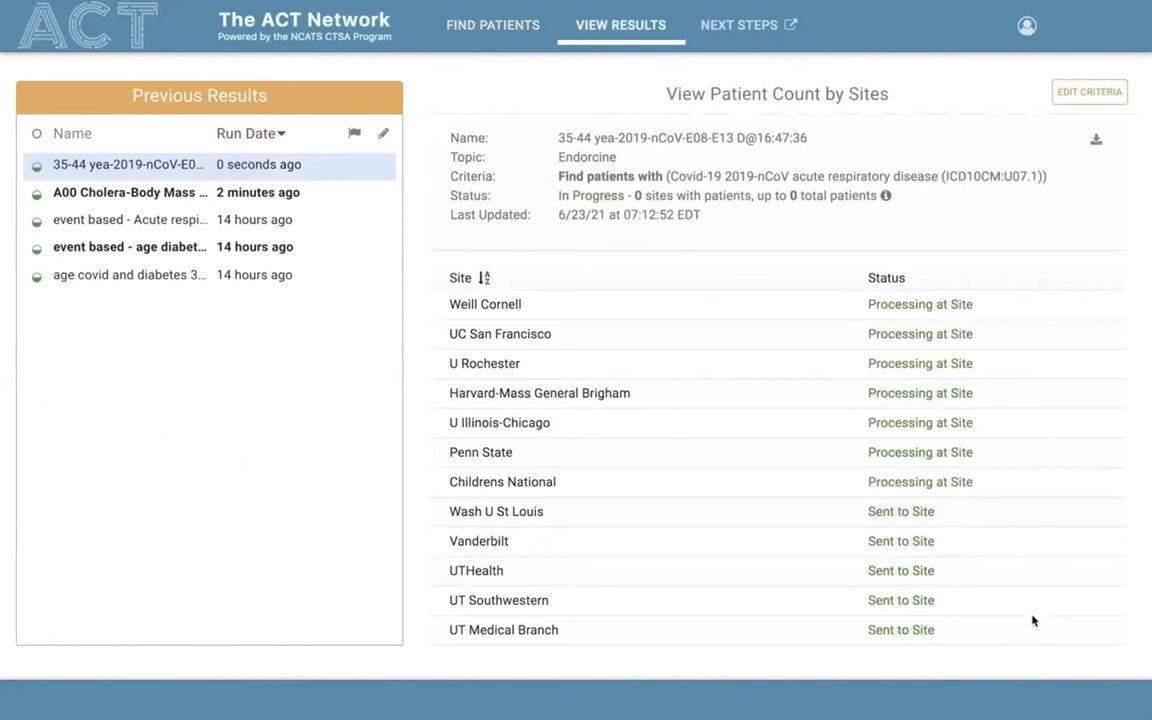 ACT
The ACT Network
Powered by the NCATS CTSA Program
FIND PATIENTS
VIEW RESULTS
NEXT STEPS
Previous Results
Name Run Date
35-44 yea-2019-nCoV-E0... 0 seconds ago
A00 Cholera-Body Mass ... 2 minutes ago
event based - Acute respi... 14 hours ago
event based - age diabet... 14 hours ago
age covid and diabetes 3... 14 hours ago
View Patient Count by Sites
EDIT CRITERIA
Name: 35-44 yea-2019-nCoV-E08-E13 D@16:47:36
Topic: Endorcine
Criteria: Find patients with (Covid-19 2019-nCoV acute respiratory disease (ICD10CM:U07.1))
Status: In Progress - 0 sites with patients, up to 0 total patients
Last Updated: 6/23/21 at 07:12:52 EDT
Site Status
Weill Cornell Processing at Site
UC San Francisco Processing at Site
U Rochester Processing at Site
Harvard-Mass General Brigham Processing at Site
U Illinois-Chicago Processing at Site
Penn State Processing at Site
Childrens National Processing at Site
Wash U St Louis Sent to Site
Vanderbilt Sent to Site
UTHealth Sent to Site
UT Southwestern Sent to Site
UT Medical Branch Sent to Site